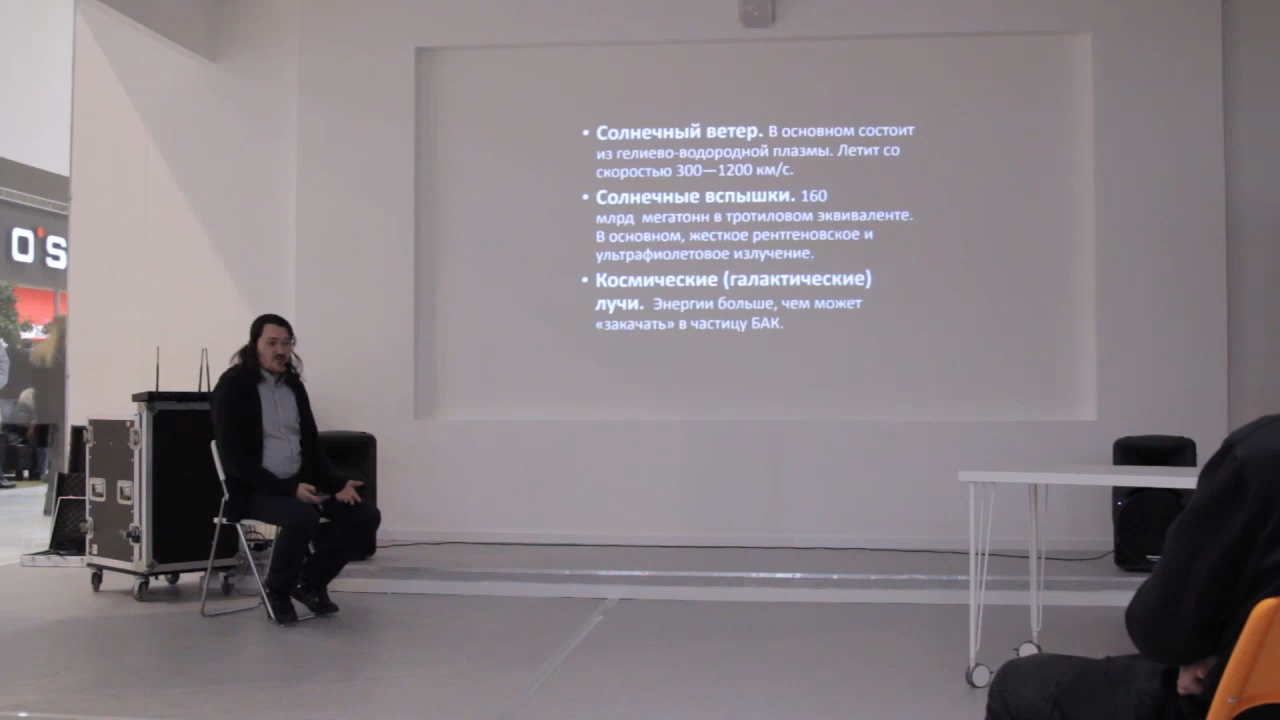 O'S
• Солнечный ветер. В основном состоит
из гелиево-водородной плазмы. Летит со
скоростью 300—1200 км/с.
• Солнечные вспышки. 160
млрд мегатонн в тротиловом эквиваленте.
В основном, жесткое рентгеновское и
ультрафиолетовое излучение.
• Космические (галактические)
лучи. Энергии больше, чем может
«закачать» в частицу БАК.